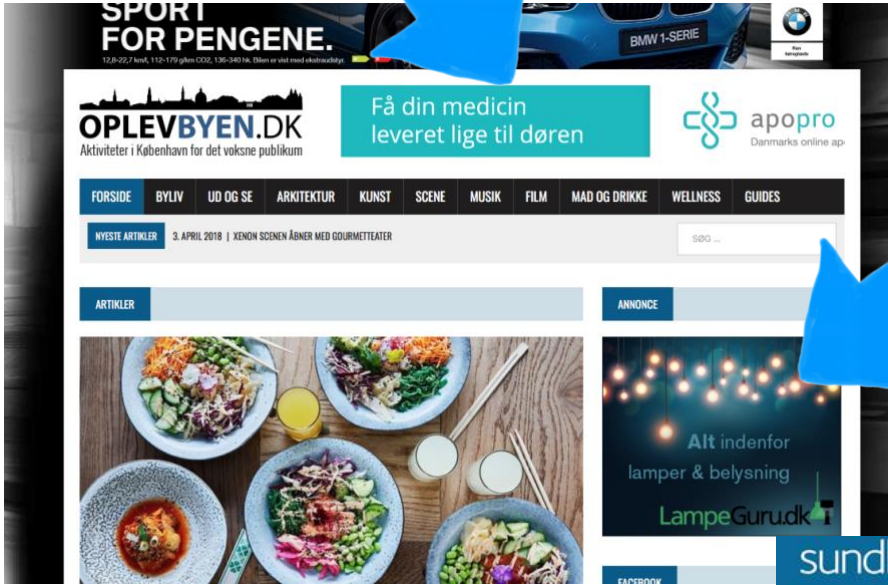 SPORT
FOR PENGENE.
12,8-22,7 km/l, 112-179 g/km CO2, 136-340 hk. Bilen er vist med ekstraudstyr.
BMW 1-SERIE
OPLEVBYEN.DK
Aktiviteter i København for det voksne publikum
Få din medicin
leveret lige til døren
apopro
Danmarks online ap
FORSIDE BYLIV UD OG SE ARKITEKTUR KUNST SCENE MUSIK FILM MAD OG DRIKKE WELLNESS GUIDES
NYESTE ARTIKLER 3. APRIL 2018 | XENON SCENEN ÅBNER MED GOURMETTEATER
SØG ...
ARTIKLER
ANNONCE
Alt indenfor
lamper & belysning
LampeGuru.dk
sund
FACEBOOK